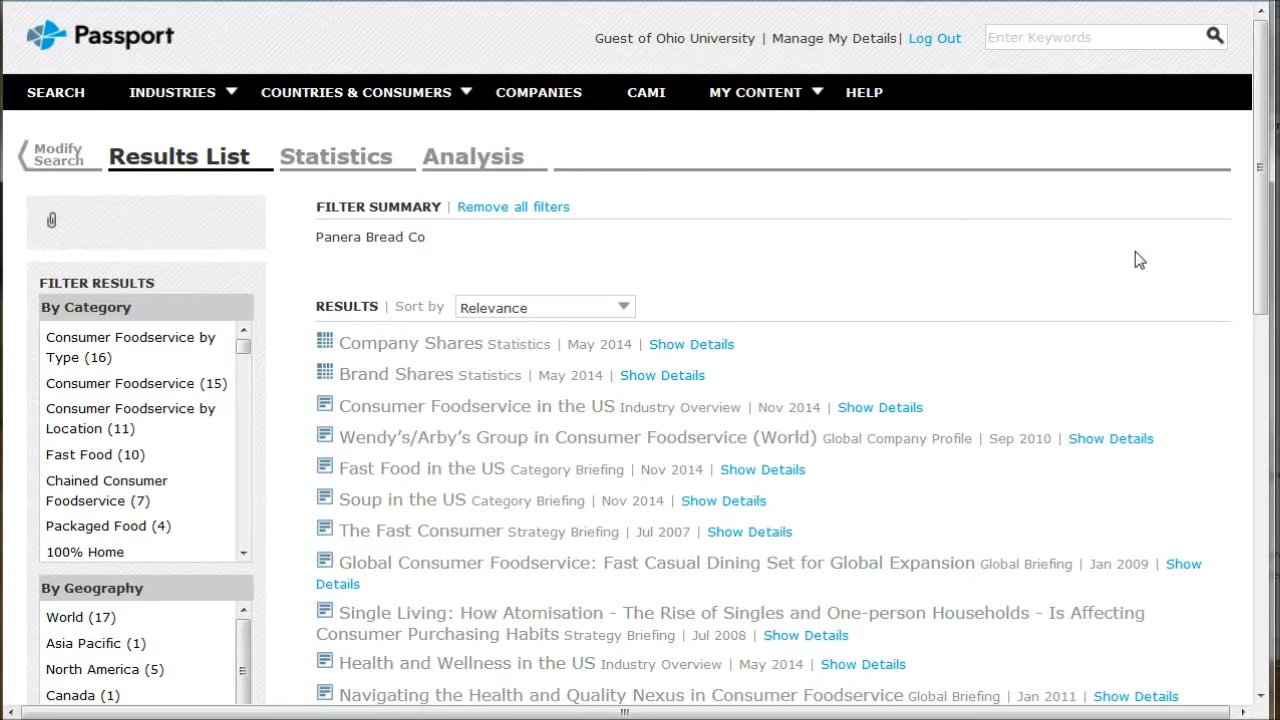 Passport
Guest of Ohio University | Manage My Details| Log Out
Enter Keywords
SEARCH INDUSTRIES COUNTRIES & CONSUMERS COMPANIES CAMI MY CONTENT HELP
Modify
Search
Results List Statistics Analysis
FILTER SUMMARY | Remove all filters
Panera Bread Co
FILTER RESULTS
By Category
Consumer Foodservice by
Type (16)
Consumer Foodservice (15)
Consumer Foodservice by
Location (11)
Fast Food (10)
Chained Consumer
Foodservice (7)
Packaged Food (4)
100% Home
By Geography
World (17)
Asia Pacific (1)
North America (5)
Canada (1)
RESULTS | Sort by Relevance
Company Shares Statistics | May 2014 | Show Details
Brand Shares Statistics | May 2014 | Show Details
Consumer Foodservice in the US Industry Overview | Nov 2014 | Show Details
Wendy's/Arby's Group in Consumer Foodservice (World) Global Company Profile | Sep 2010 | Show Details
Fast Food in the US Category Briefing | Nov 2014 | Show Details
Soup in the US Category Briefing | Nov 2014 | Show Details
The Fast Consumer Strategy Briefing | Jul 2007 | Show Details
Global Consumer Foodservice: Fast Casual Dining Set for Global Expansion Global Briefing | Jan 2009 | Show
Details
Single Living: How Atomisation - The Rise of Singles and One-person Households - Is Affecting
Consumer Purchasing Habits Strategy Briefing | Jul 2008 | Show Details
Health and Wellness in the US Industry Overview | May 2014 | Show Details
Navigating the Health and Quality Nexus in Consumer Foodservice Global Briefing | Jan 2011 | Show Details